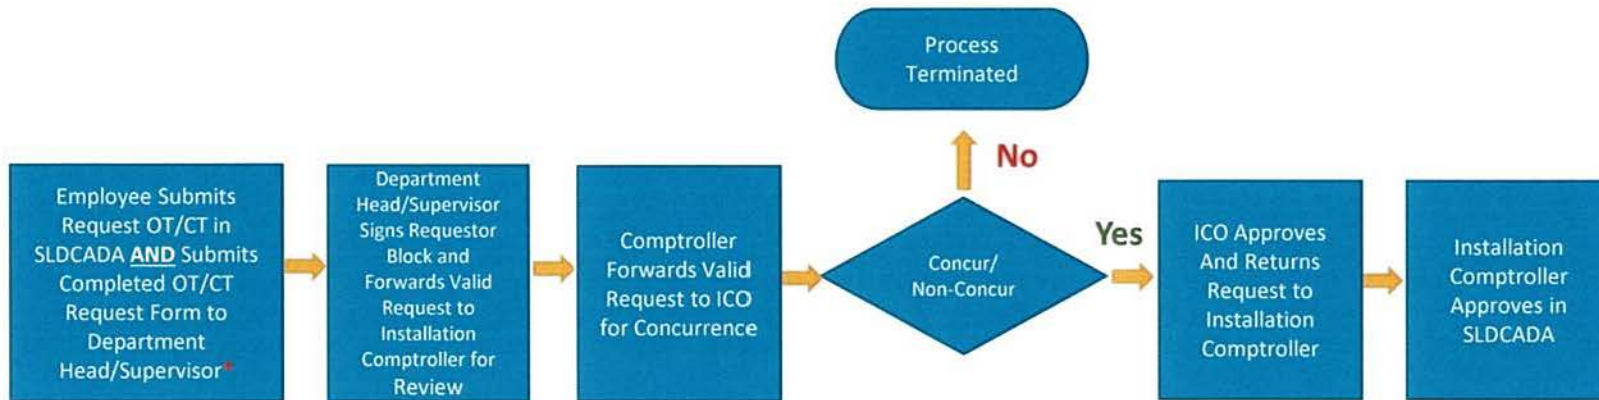 Process
Terminated
No
Employee Submits
Request OT/CT in
SLDCADA AND Submits
Completed OT/CT
Request Form to
Department
Head/Supervisor*
Department
Head/Supervisor
Signs Requestor
Block and
Forwards Valid
Request to
Installation
Comptroller for
Review
Comptroller
Forwards Valid
Request to ICO
for Concurrence
Concur/
Non-Concur
Yes
ICO Approves
And Returns
Request to
Installation
Comptroller
Installation
Comptroller
Approves in
SLDCADA